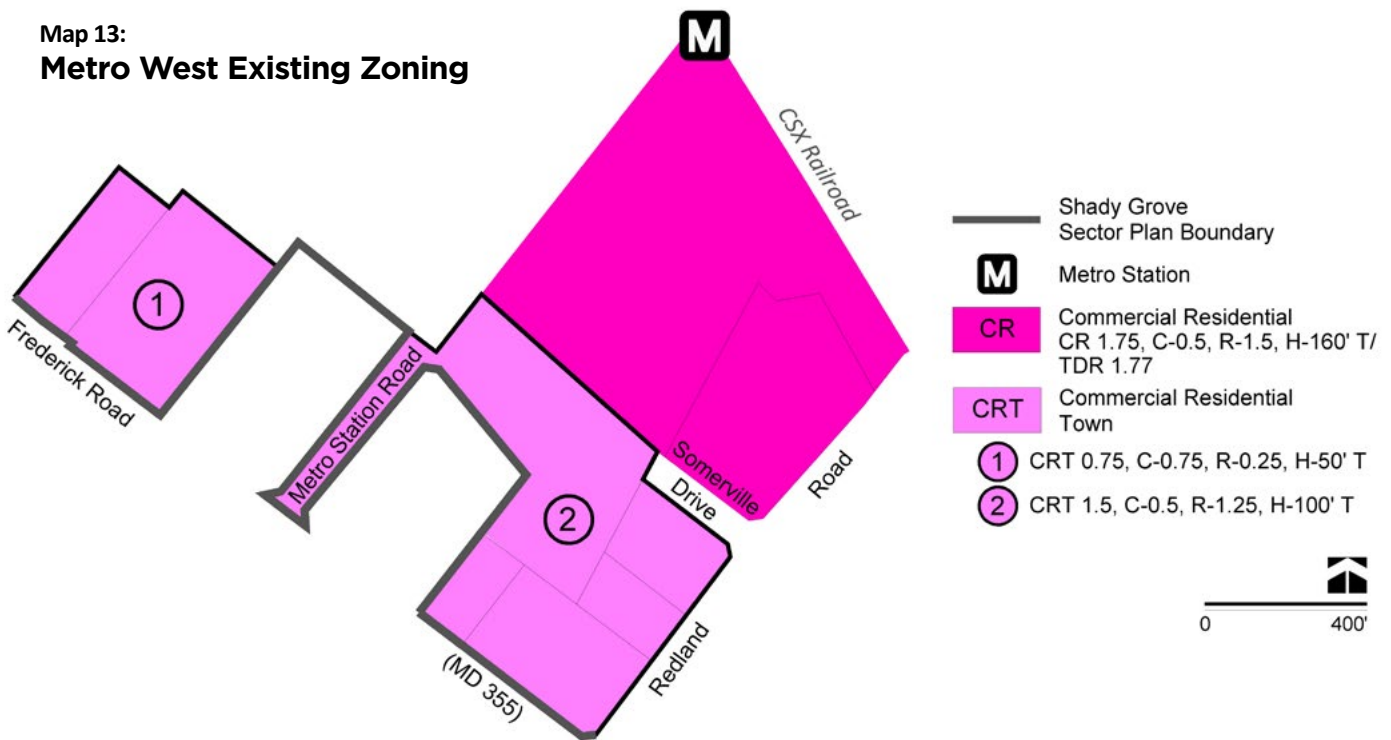 Map 13:
Metro West Existing Zoning
M
CSX Railroad
1
Frederick Road
Metro Station Road
2
Somerville
Drive
Road
Redland
(MD 355)
Shady Grove
Sector Plan Boundary
M
Metro Station
CR
Commercial Residential
CR 1.75, C-0.5, R-1.5, H-160' T/
TDR 1.77
CRT
Commercial Residential
Town
1 CRT 0.75, C-0.75, R-0.25, H-50' T
2 CRT 1.5, C-0.5, R-1.25, H-100' T
0 400'